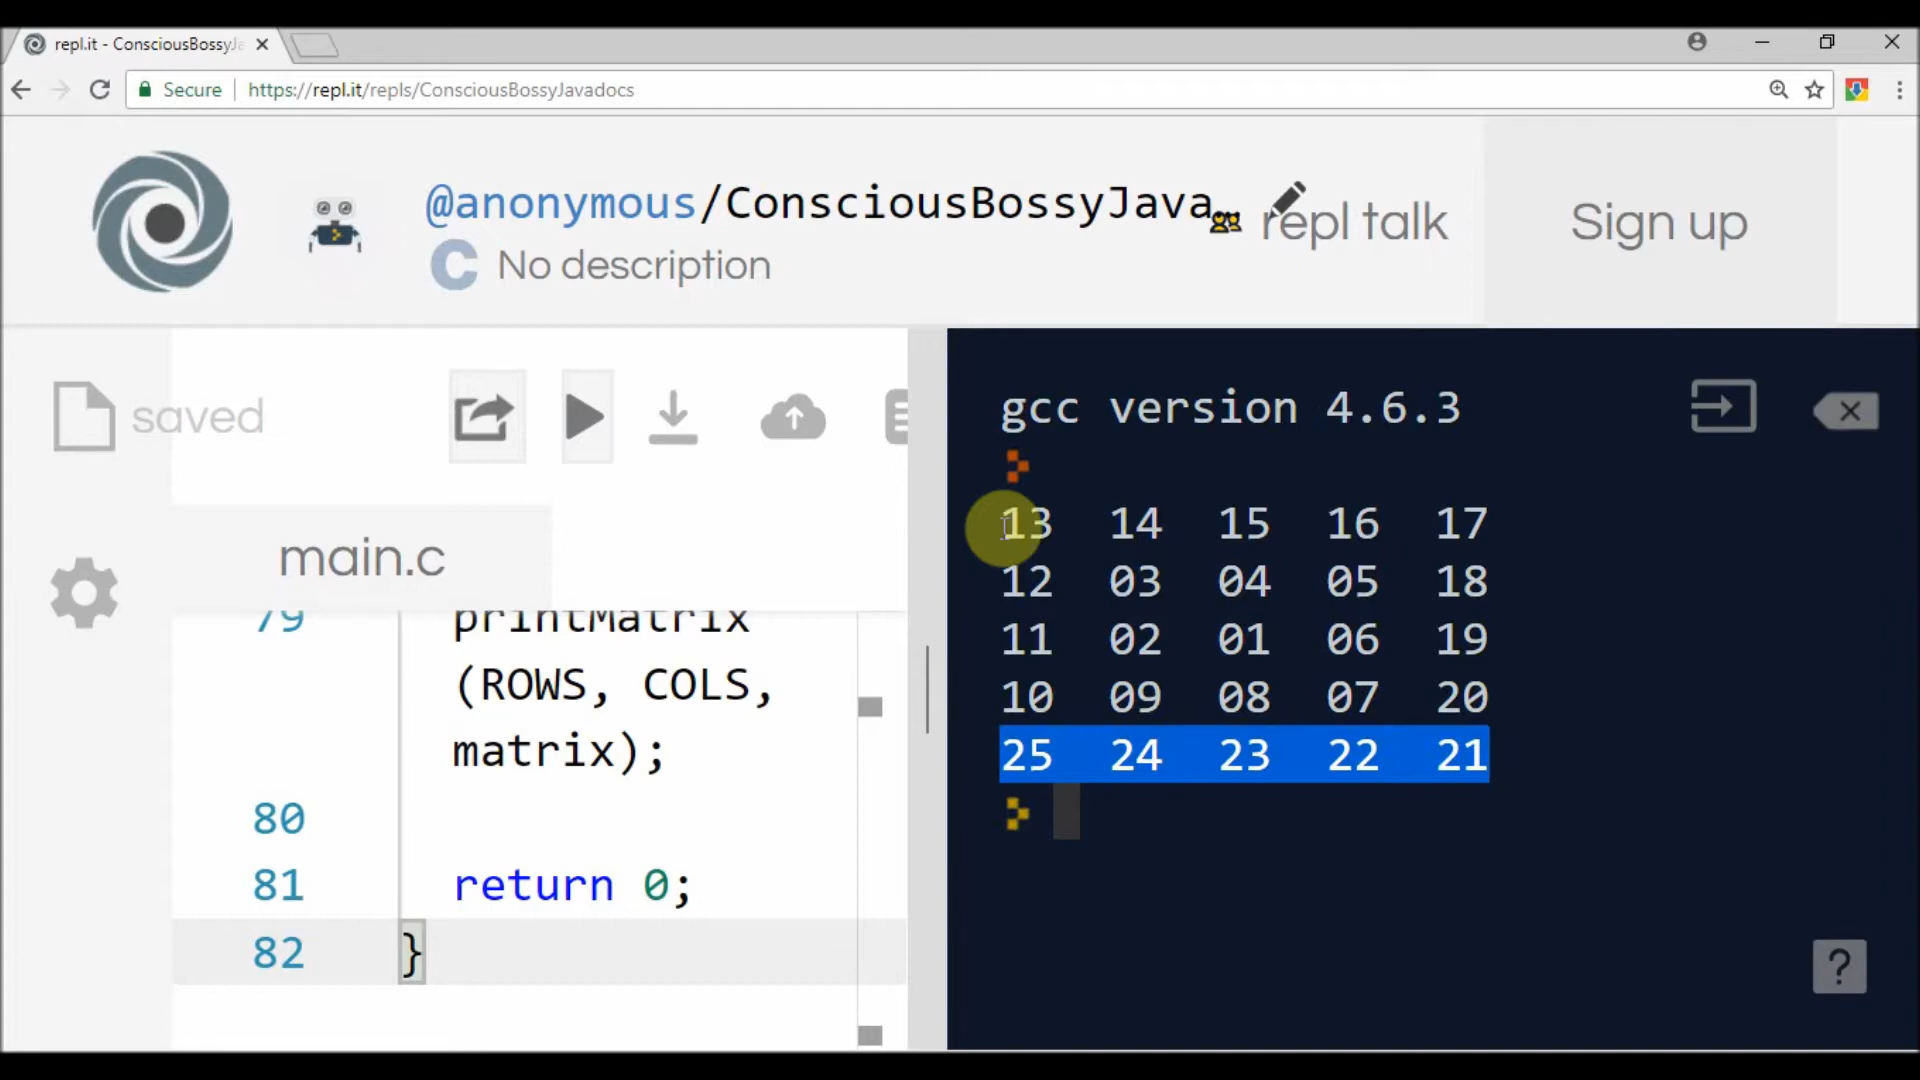 repl.it - ConsciousBossyJa
Secure https://repl.it/repls/ConsciousBossyJavadocs
@anonymous/ConsciousBossyJava
repl talk
Sign up
C No description
saved
main.c
79 printMatrix
(ROWS, COLS,
matrix);
80
81 return 0;
82 }
gcc version 4.6.3
13 14 15 16 17
12 03 04 05 18
11 02 01 06 19
10 09 08 07 20
25 24 23 22 21
?